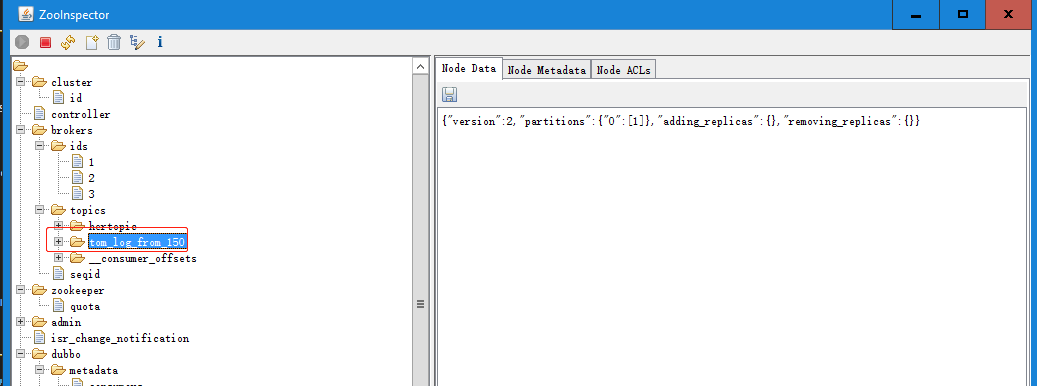 ZooInspector
cluster
id
controller
brokers
ids
1
2
3
topics
hertopic
tom_log_from_150
__consumer_offsets
seqid
zookeeper
quota
admin
isr_change_notification
dubbo
metadata
Node Data
Node Metadata
Node ACLs
{"version":2,"partitions":{"0":[1]},"adding_replicas":{},"removing_replicas":{}}